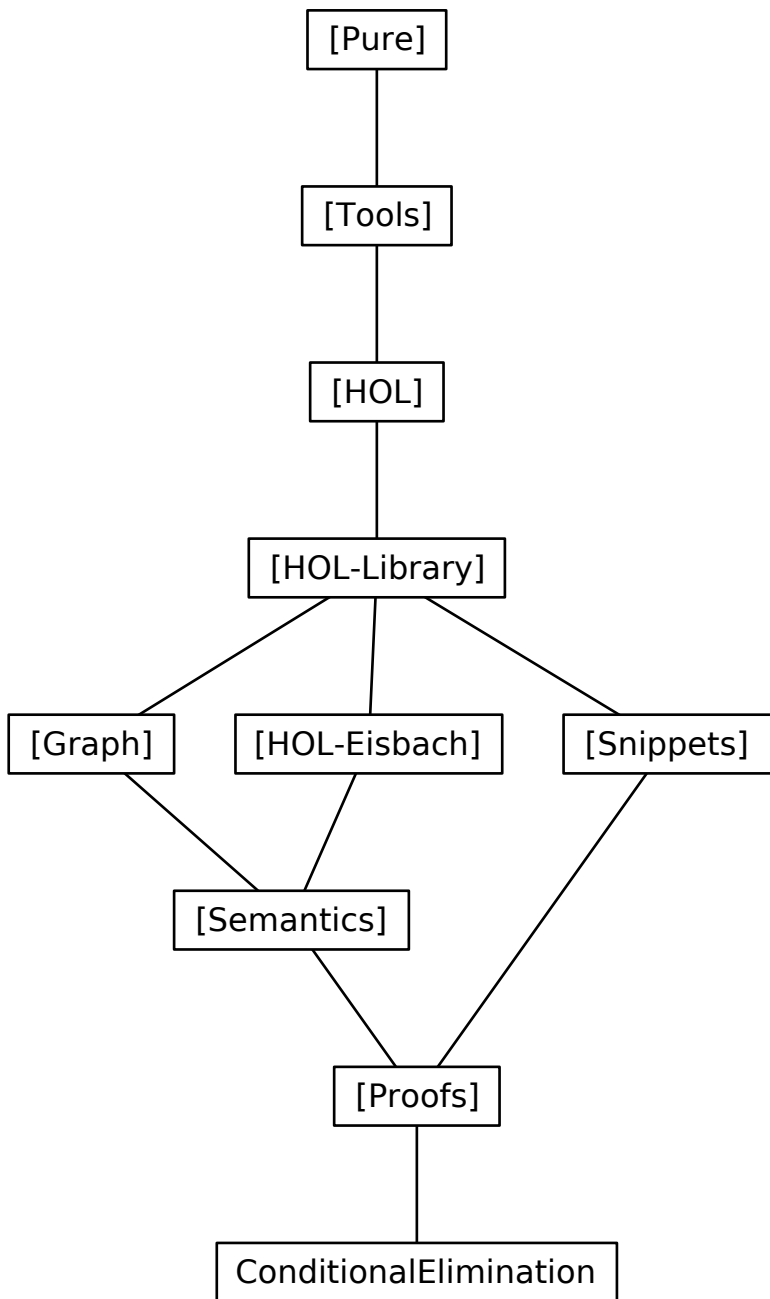 [Pure]
[Tools]
[HOL]
[HOL-Library]
[Graph]
[HOL-Eisbach]
[Snippets]
[Semantics]
[Proofs]
ConditionalElimination